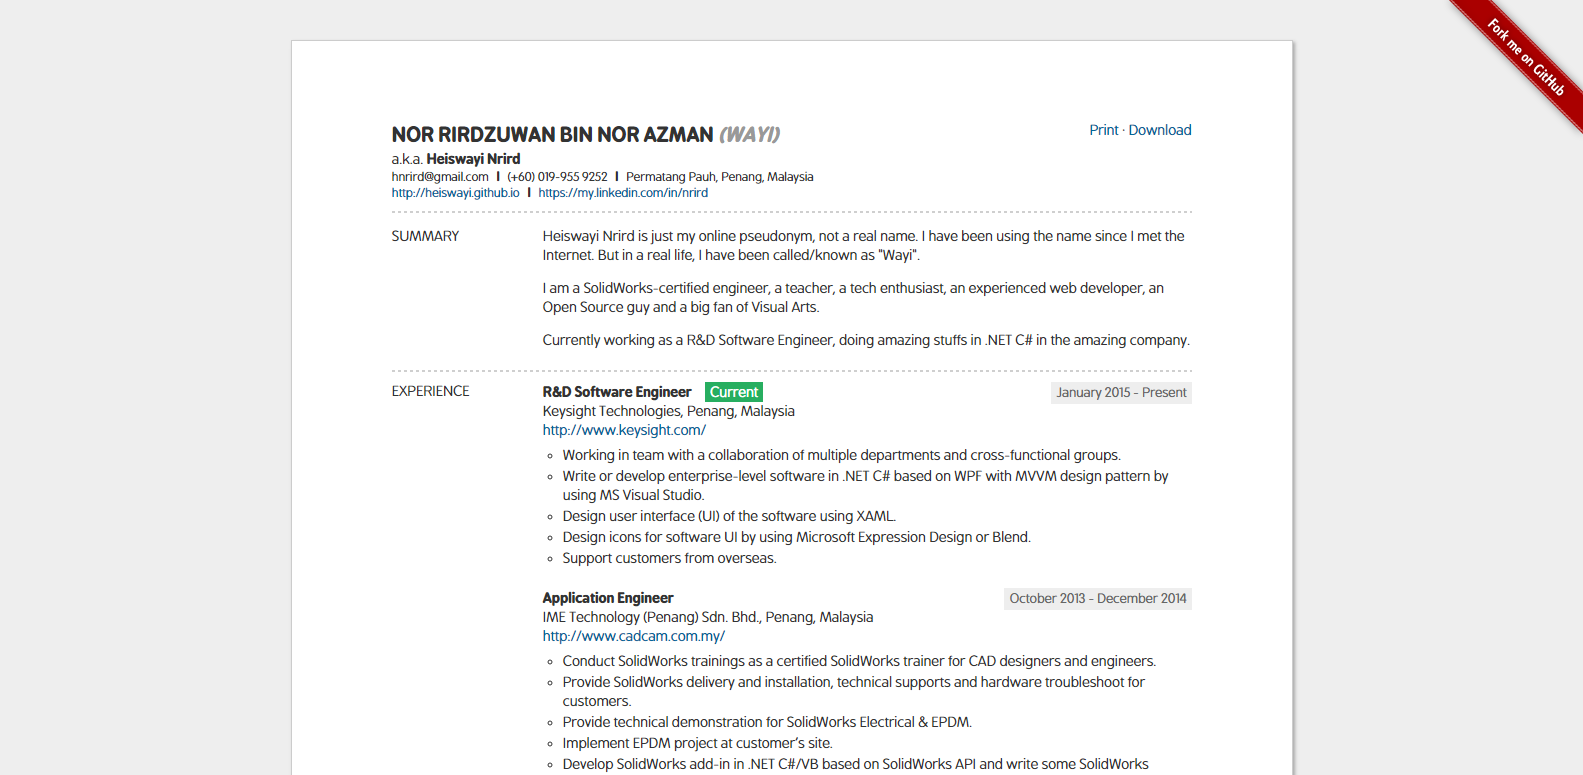 Fork me on GitHub
NOR RIRDZUWAN BIN NOR AZMAN (WAYI)
Print · Download
a.k.a. Heiswayi Nrird
hnrird@gmail.com I (+60) 019-955 9252 I Permatang Pauh, Penang, Malaysia
http://heiswayi.github.io I https://my.linkedin.com/in/nrird
SUMMARY
Heiswayi Nrird is just my online pseudonym, not a real name. I have been using the name since I met the
Internet. But in a real life, I have been called/known as "Wayi".
I am a SolidWorks-certified engineer, a teacher, a tech enthusiast, an experienced web developer, an
Open Source guy and a big fan of Visual Arts.
Currently working as a R&D Software Engineer, doing amazing stuffs in .NET C# in the amazing company.
EXPERIENCE
R&D Software Engineer Current
January 2015 - Present
Keysight Technologies, Penang, Malaysia
http://www.keysight.com/
Working in team with a collaboration of multiple departments and cross-functional groups.
Write or develop enterprise-level software in .NET C# based on WPF with MVVM design pattern by
using MS Visual Studio.
Design user interface (UI) of the software using XAML.
Design icons for software UI by using Microsoft Expression Design or Blend.
Support customers from overseas.
Application Engineer
October 2013 - December 2014
IME Technology (Penang) Sdn. Bhd., Penang, Malaysia
http://www.cadcam.com.my/
Conduct SolidWorks trainings as a certified SolidWorks trainer for CAD designers and engineers.
Provide SolidWorks delivery and installation, technical supports and hardware troubleshoot for
customers.
Provide technical demonstration for SolidWorks Electrical & EPDM.
Implement EPDM project at customer's site.
Develop SolidWorks add-in in .NET C#/VB based on SolidWorks API and write some SolidWorks